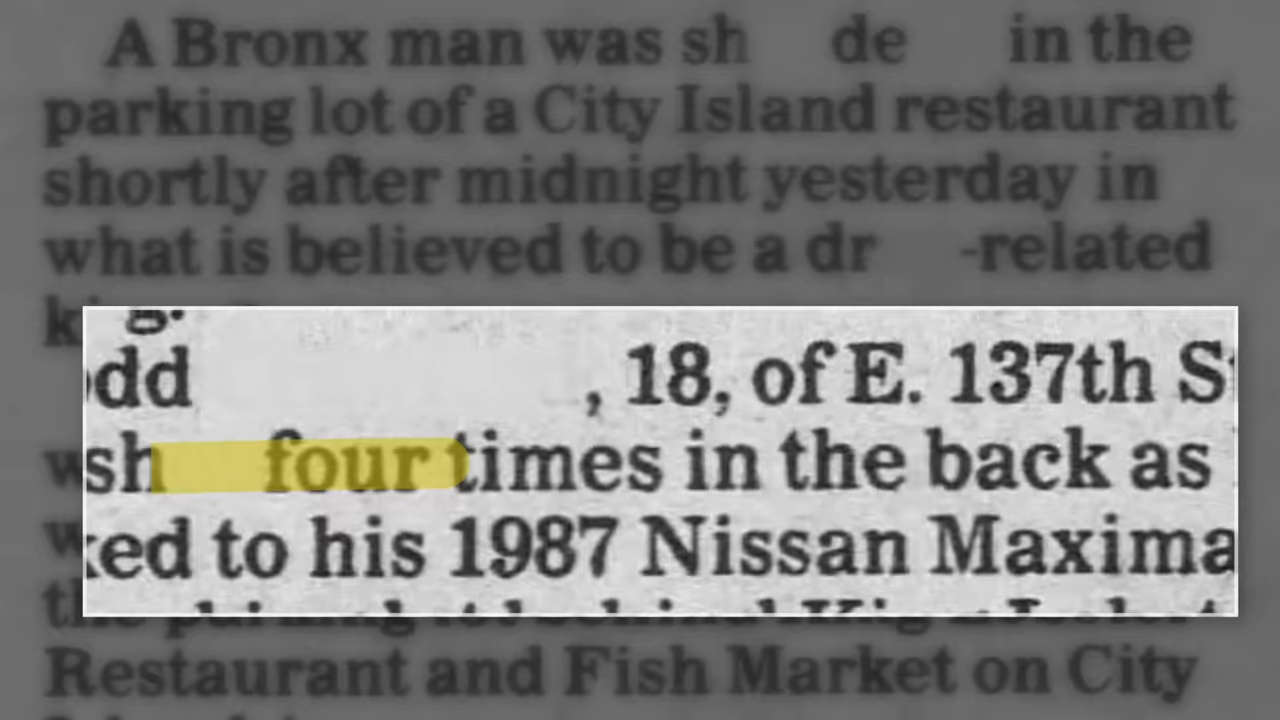 A Bronx man was sh de in the
parking lot of a City Island restaurant
shortly after midnight yesterday in
what is believed to be a dr -related
k g.
odd , 18, of E. 137th St
sh four times in the back as
ked to his 1987 Nissan Maxima
Restaurant and Fish Market on City